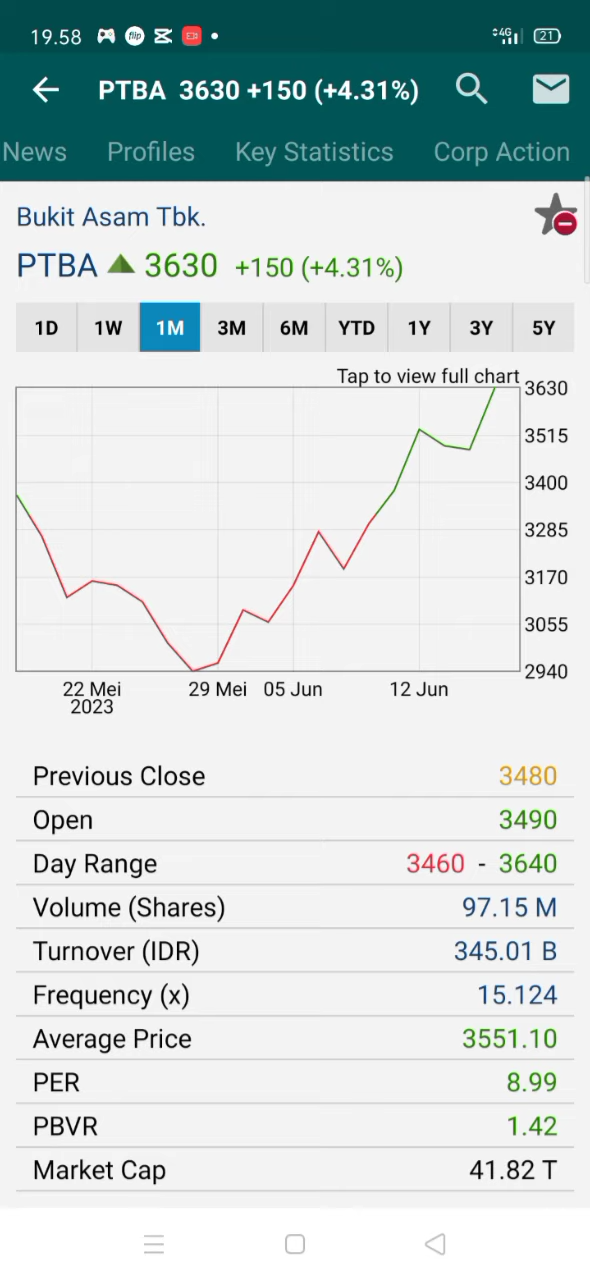 19.58 flip 4G 21
PTBA 3630 +150 (+4.31%)
News Profiles Key Statistics Corp Action
Bukit Asam Tbk.
PTBA 3630 +150 (+4.31%)
1D 1W 1M 3M 6M YTD 1Y 3Y 5Y
Tap to view full chart
3630
3515
3400
3285
3170
3055
2940
22 Mei 29 Mei 05 Jun 12 Jun
2023
Previous Close 3480
Open 3490
Day Range 3460 - 3640
Volume (Shares) 97.15 M
Turnover (IDR) 345.01 B
Frequency (x) 15.124
Average Price 3551.10
PER 8.99
PBVR 1.42
Market Cap 41.82 T